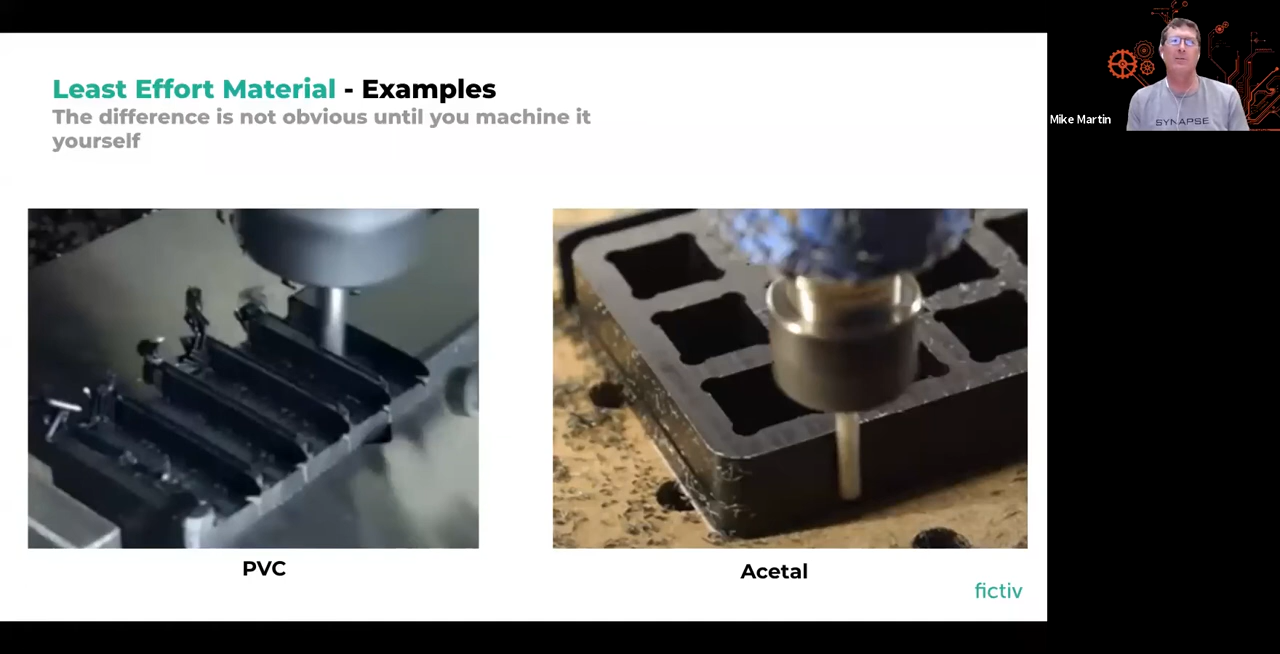 Least Effort Material - Examples
The difference is not obvious until you machine it
yourself
PVC
Acetal
fictiv
Mike Martin
SYNAPSE